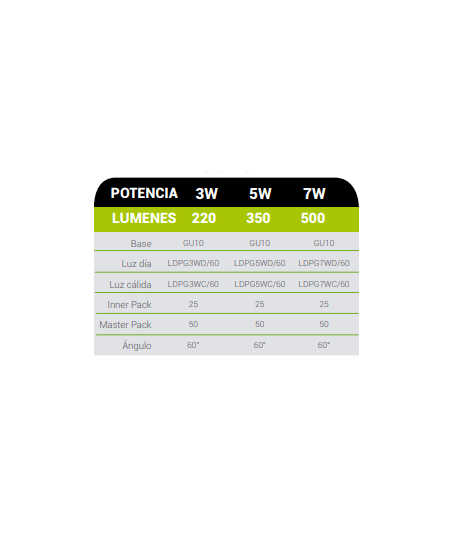 POTENCIA 3W 5W 7W
LUMENES 220 350 500
Base GU10 GU10 GU10
Luz día LDPG3WD/60 LDPG5WD/60 LDPG7WD/60
Luz cálida LDPG3WC/60 LDPG5WC/60 LDPG7WC/60
Inner Pack 25 25 25
Master Pack 50 50 50
Ángulo 60° 60° 60°